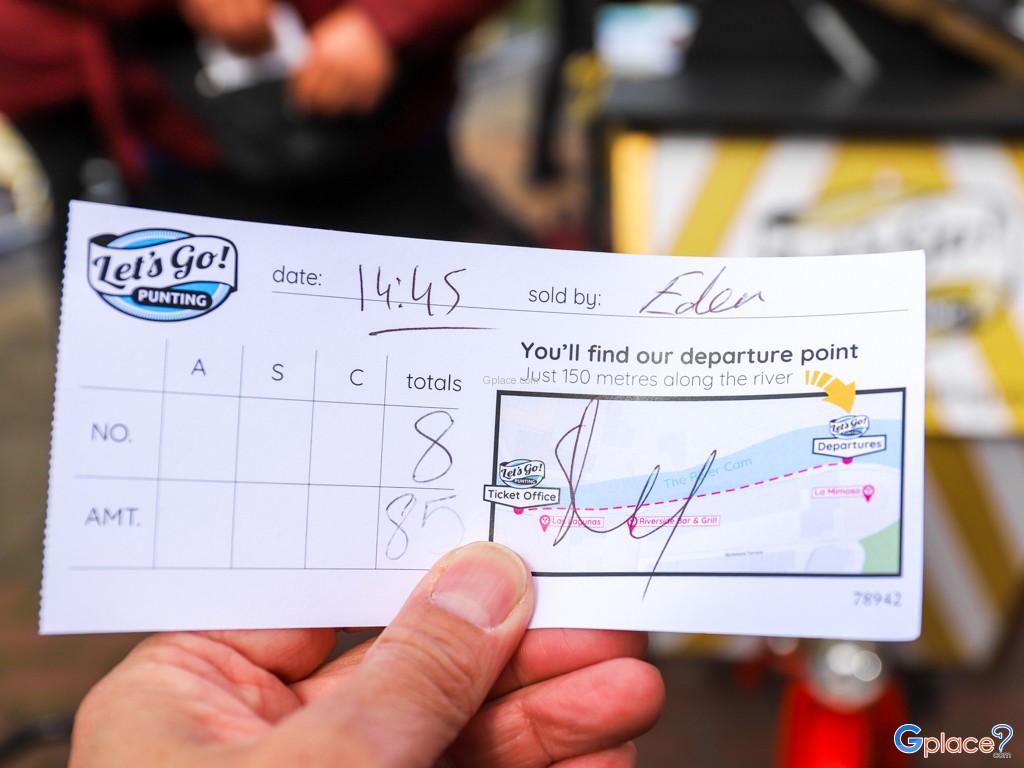 Let's Go!
PUNTING
date: 14:45 sold by: Eden
You'll find our departure point
Just 150 metres along the river
A S C totals
NO. 8
AMT. 85
Let's Go!
Departures
The River Cam
Let's Go!
PUNTING
Ticket Office
La Mimosa
Las Lagunas
Riverside Bar & Grill
78942
Gplace.com
Gplace
.com